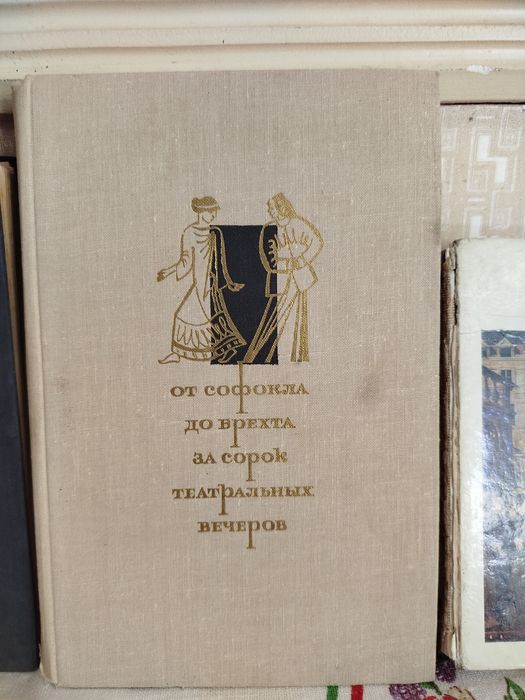 ОТ СОФОКЛА
ДО БРЕХТА
ЗА СОРОК
ТЕАТРАЛЬНЫХ
ВЕЧЕРОВ